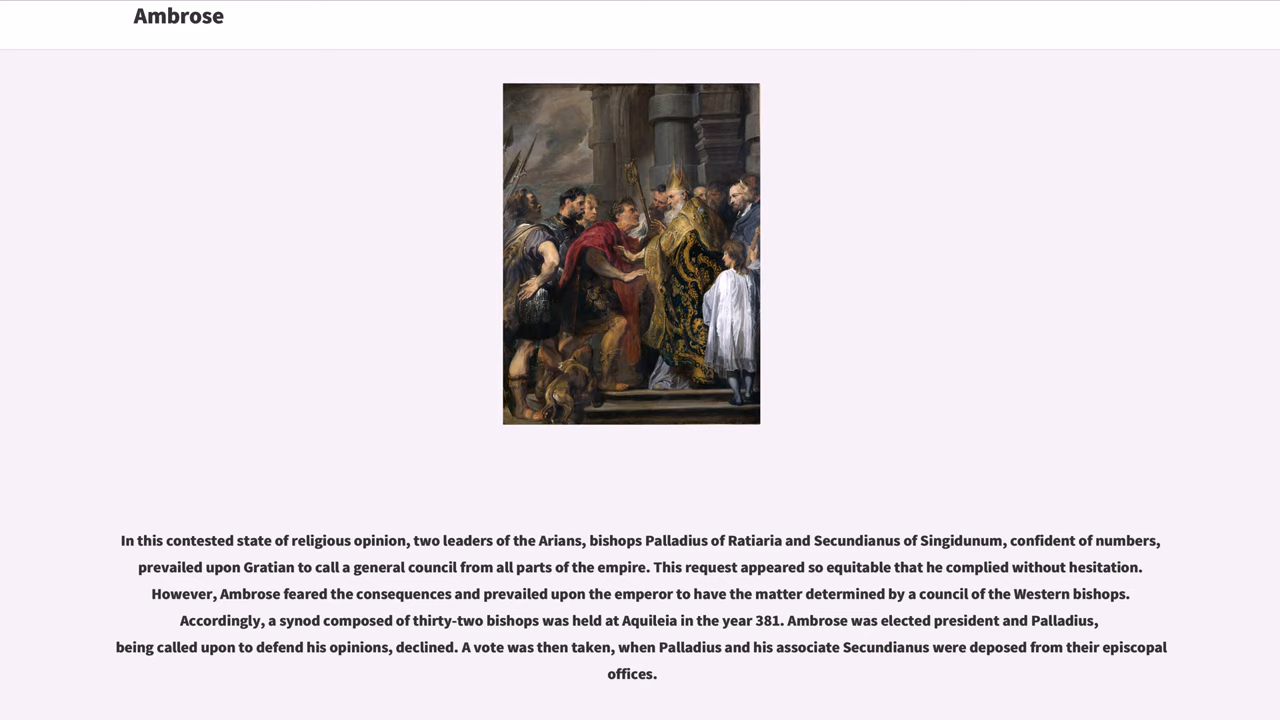 Ambrose
In this contested state of religious opinion, two leaders of the Arians, bishops Palladius of Ratiaria and Secundianus of Singidunum, confident of numbers,
prevailed upon Gratian to call a general council from all parts of the empire. This request appeared so equitable that he complied without hesitation.
However, Ambrose feared the consequences and prevailed upon the emperor to have the matter determined by a council of the Western bishops.
Accordingly, a synod composed of thirty-two bishops was held at Aquileia in the year 381. Ambrose was elected president and Palladius,
being called upon to defend his opinions, declined. A vote was then taken, when Palladius and his associate Secundianus were deposed from their episcopal
offices.